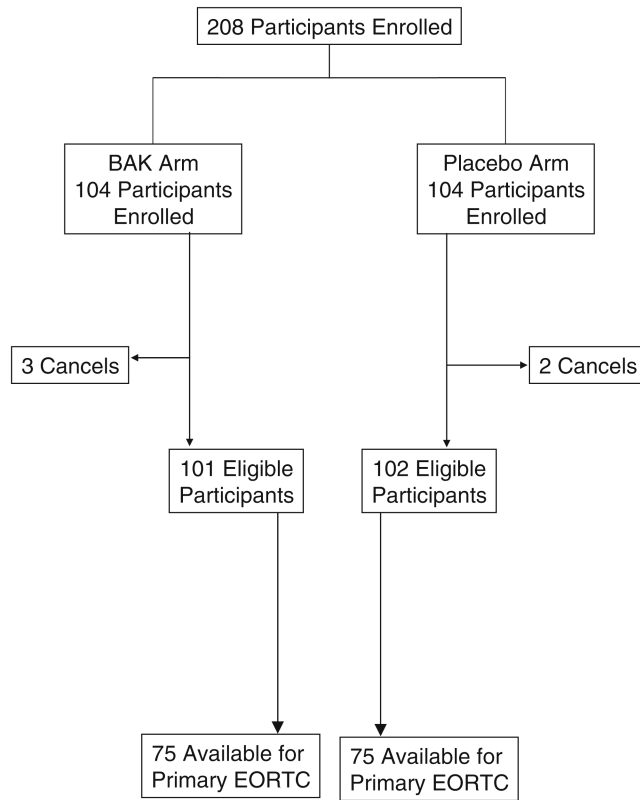 208 Participants Enrolled
BAK Arm
104 Participants
Enrolled
Placebo Arm
104 Participants
Enrolled
3 Cancels
2 Cancels
101 Eligible
Participants
102 Eligible
Participants
75 Available for
Primary EORTC
75 Available for
Primary EORTC